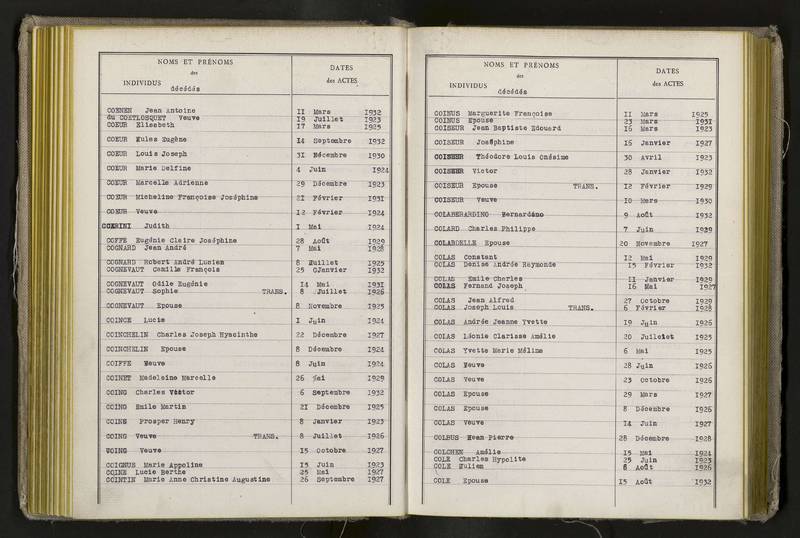 NOMS ET PRÉNOMS
des
INDIVIDUS
décédés
DATES
des ACTES
COENEN Jean Antoine 11 Mars 1932
du COETLOSQUET Veuve 19 Juillet 1923
COEUR Elisabeth 17 Mars 1925
COEUR Jules Eugène 14 Septembre 1932
COEUR Louis Joseph 31 Décembre 1930
COEUR Marie Delfine 4 Juin 1924
COEUR Marcelle Adrienne 29 Décembre 1923
COEUR Micheline Françoise Joséphine 21 Février 1931
COEUR Veuve 12 Février 1924
Judith 1 Mai 1924
COFFE Eugénie Claire Joséphine 28 Août 1929
COGNARD Jean André 7 Mai 1928
COGNARD Robert André Lucien 8 Juillet 1925
COGNEVAUT Camille François 25 Janvier 1932
COGNEVAUT Odile Eugénie 14 Mai 1931
COGNEVAUT Sophie TRANS. 8 Juillet 1926
COGNEVAUT Epouse 8 Novembre 1925
COINCE Lucie 1 Juin 1924
COINCHELIN Charles Joseph Hyacinthe 22 Décembre 1927
COINCHELIN Epouse 8 Décembre 1924
COIFFE Veuve 8 Juin 1924
COINET Madeleine Marcelle 26 Mai 1929
COING Charles Victor 6 Septembre 1932
COING Emile Martin 21 Décembre 1925
COING Prosper Henry 8 Janvier 1923
COING Veuve TRANS. 8 Juillet 1926
COING Veuve 15 Octobre 1927
COIGNUS Marie Appoline 13 Juin 1923
COINE Lucie Berthe 25 Mai 1927
COINTIN Marie Anne Christine Augustine 26 Septembre 1927
NOMS ET PRÉNOMS
des
INDIVIDUS
décédés
DATES
des ACTES
COINUS Marguerite Françoise 11 Mars 1925
COINUS Epouse 23 Mars 1931
COISEUR Jean Baptiste Edouard 16 Mars 1923
COISEUR Joséphine 16 Janvier 1927
COISEUR Théodore Louis Onésime 30 Avril 1923
COISEUR Victor 28 Janvier 1932
COISEUR Epouse TRANS. 12 Février 1929
COISEUR Veuve 10 Mars 1930
COLABERARDINO Bernardino 9 Août 1932
COLARD Charles Philippe 7 Juin 1929
COLABOELLE Epouse 20 Novembre 1927
COLAS Constant 12 Mai 1929
COLAS Denise Andrée Raymonde 15 Février 1932
COLAS Emile Charles 11 Janvier 1929
COLAS Fernand Joseph 16 Mai 1927
COLAS Jean Alfred 27 Octobre 1929
COLAS Joseph Louis TRANS. 6 Février 1928
COLAS Andrée Jeanne Yvette 19 Juin 1926
COLAS Léonie Clarisse Amélie 20 Juillet 1925
COLAS Yvette Marie Méline 6 Mai 1925
COLAS Veuve 28 Juin 1926
COLAS Veuve 23 Octobre 1926
COLAS Epouse 29 Mars 1927
COLAS Epouse 8 Décembre 1926
COLAS Veuve 14 Juin 1927
COLBUS Jean Pierre 28 Décembre 1928
COLCHEN Amélie 15 Mai 1924
COLE Charles Hypolite 25 Juin 1923
COLE Julien 8 Août 1926
COLE Epouse 15 Août 1932